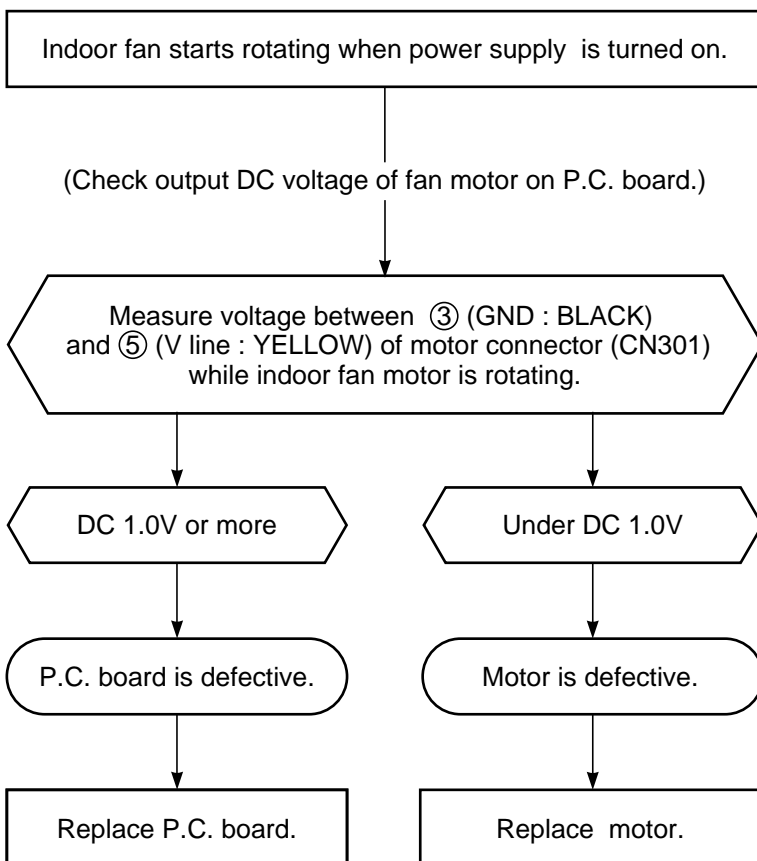 Indoor fan starts rotating when power supply is turned on.
(Check output DC voltage of fan motor on P.C. board.)
Measure voltage between ③ (GND : BLACK)
and ⑤ (V line : YELLOW) of motor connector (CN301)
while indoor fan motor is rotating.
DC 1.0V or more
Under DC 1.0V
P.C. board is defective.
Motor is defective.
Replace P.C. board.
Replace motor.